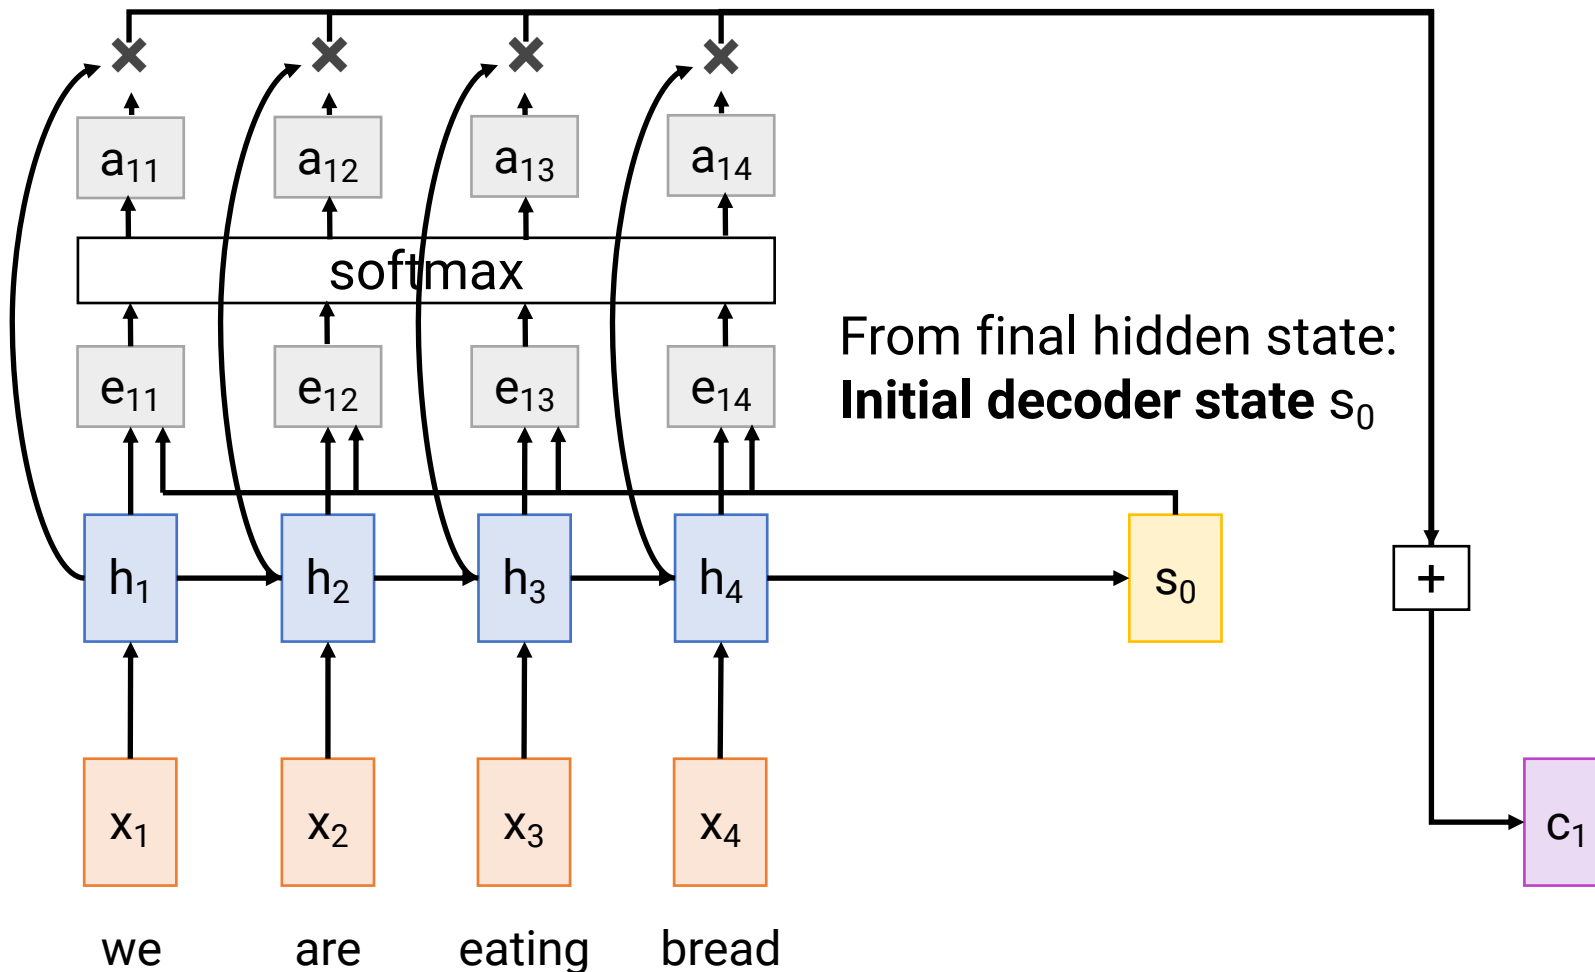 a₁₁ a₁₂ a₁₃ a₁₄
softmax
From final hidden state:
e₁₁ e₁₂ e₁₃ e₁₄ Initial decoder state s₀
h₁ h₂ h₃ h₄ s₀ +
x₁ x₂ x₃ x₄ c₁
we are eating bread